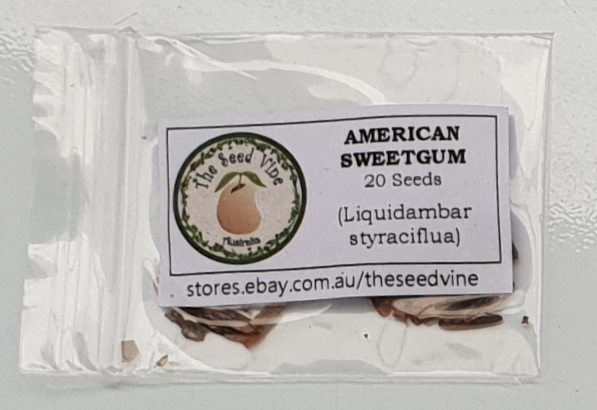 The Seed Vine
Australia
AMERICAN
SWEETGUM
20 Seeds
(Liquidambar
styraciflua)
stores.ebay.com.au/theseedvine